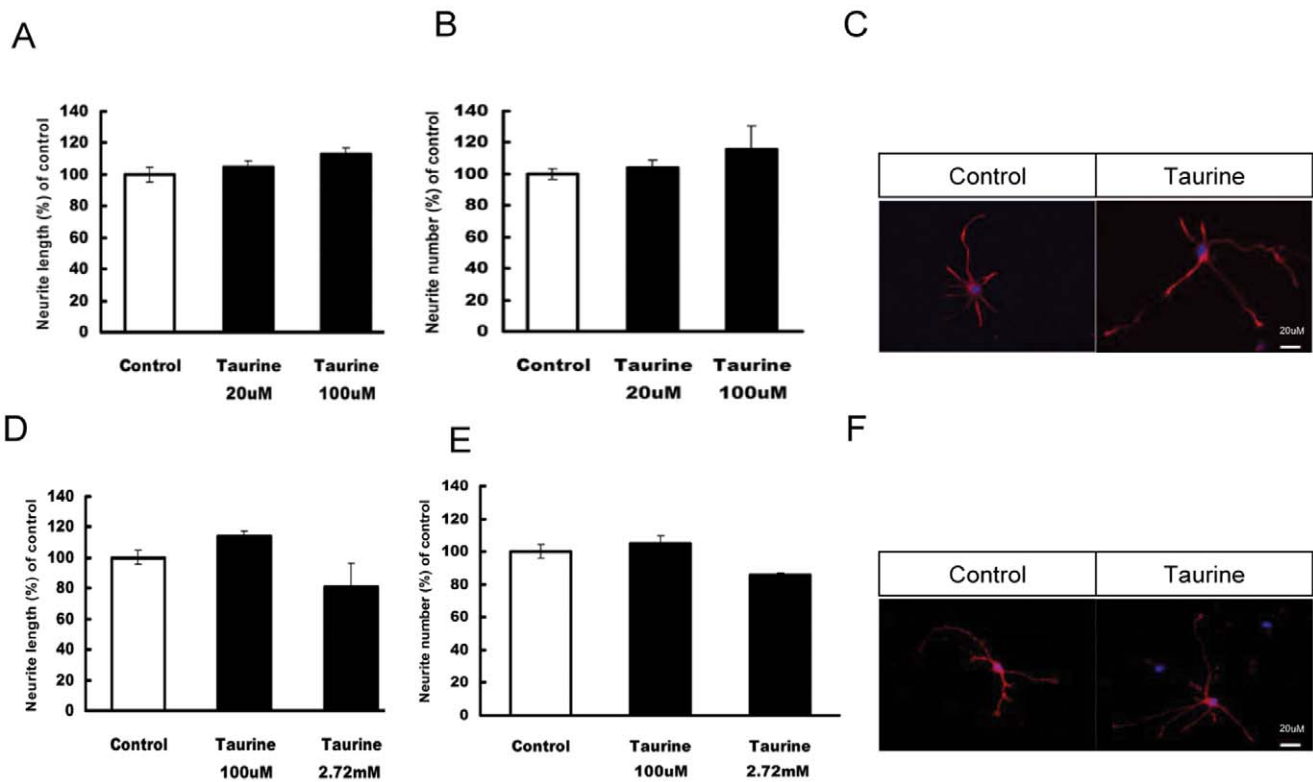 A
Neurite length (%) of control
140
120
100
80
60
40
20
0
Control
Taurine
20uM
Taurine
100uM
B
Neurite number (%) of control
140
120
100
80
60
40
20
0
Control
Taurine
20uM
Taurine
100uM
C
Control
Taurine
20uM
D
Neurite length (%) of control
140
120
100
80
60
40
20
0
Control
Taurine
100uM
Taurine
2.72mM
E
Neurite number (%) of control
140
120
100
80
60
40
20
0
Control
Taurine
100uM
Taurine
2.72mM
F
Control
Taurine
20uM